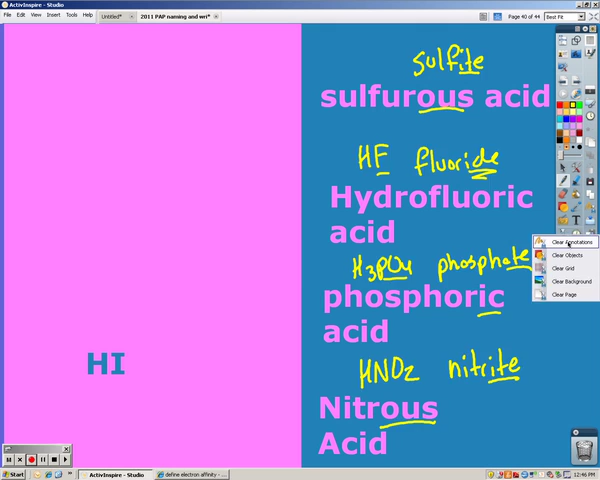 ActivInspire - Studio
File Edit View Insert Tools Help
Untitled*
2011 PAP naming and wri*
Page 40 of 44
Best Fit
sulfite
sulfurous acid
HF fluoride
Hydrofluoric
acid
H3PO4 phosphate
phosphoric
acid
HNO2 nitrite
Nitrous
Acid
HI
Clear Annotations
Clear Objects
Clear Grid
Clear Background
Clear Page
Start
ActivInspire - Studio
define electron affinity - ...
12:46 PM